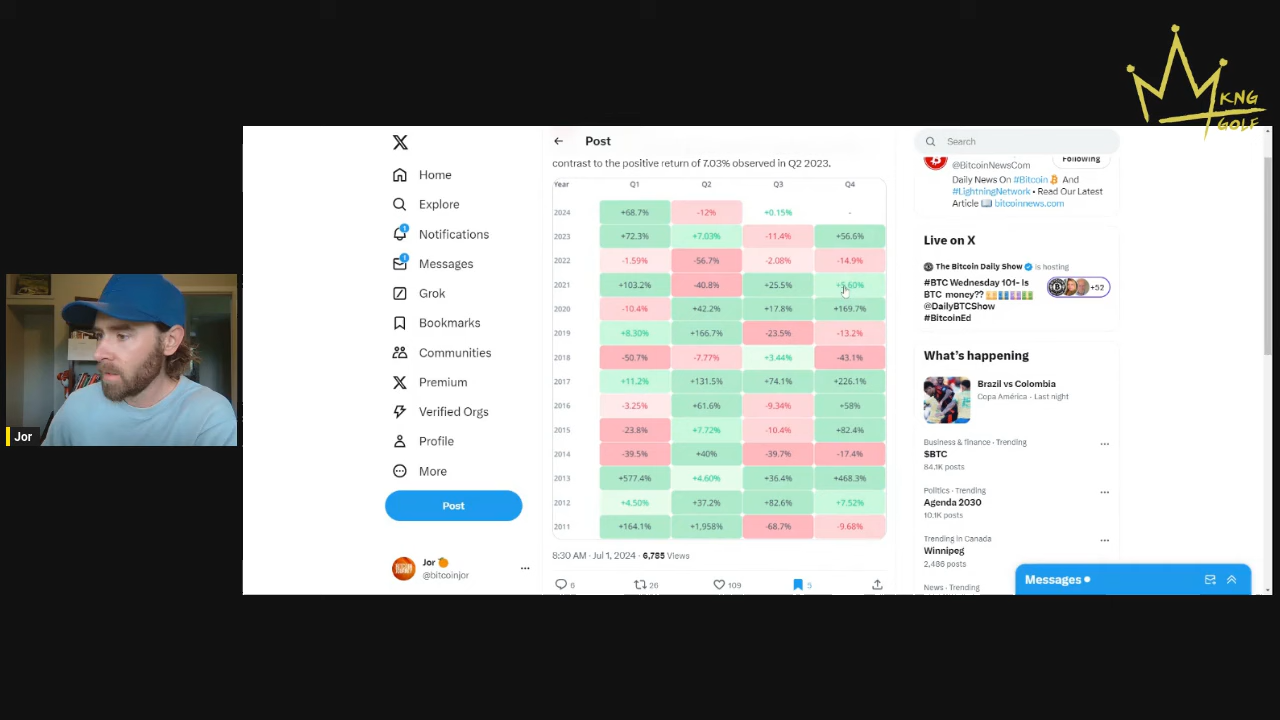 KNG
GOLF
Jor
Home
Explore
1
Notifications
1
Messages
Grok
Bookmarks
Communities
Premium
Verified Orgs
Profile
More
Post
Jor
@bitcoinjor
Post
contrast to the positive return of 7.03% observed in Q2 2023.
Year Q1 Q2 Q3 Q4
2024 +68.7% -12% +0.15% -
2023 +72.3% +7.03% -11.4% +56.6%
2022 -1.59% -56.7% -2.08% -14.9%
2021 +103.2% -40.8% +25.5%
2020 -10.4% +42.2% +17.8% +169.7%
2019 +8.30% +166.7% -23.5% -13.2%
2018 -50.7% -7.77% +3.44% -43.1%
2017 +11.2% +131.5% +74.1% +226.1%
2016 -3.25% +61.6% -9.34% +58%
2015 -23.8% +7.72% -10.4% +82.4%
2014 -39.5% +40% -39.7% -17.4%
2013 +577.4% +4.60% +36.4% +468.3%
2012 +4.50% +37.2% +82.6% +7.52%
2011 +164.1% +1,958% -68.7% -9.68%
8:30 AM · Jul 1, 2024 · 6,785 Views
6 26 109 5
Search
@BitcoinNewsCom
Following
Daily News On #Bitcoin And
#LightningNetwork • Read Our Latest
Article bitcoinnews.com
Live on X
The Bitcoin Daily Show is hosting
#BTC Wednesday 101- Is
BTC money??
@DailyBTCShow
#BitcoinEd
+52
What's happening
Brazil vs Colombia
Copa América · Last night
Business & finance · Trending
$BTC
84.1K posts
Politics · Trending
Agenda 2030
10.1K posts
Trending in Canada
Winnipeg
2,486 posts
News · Trending
Messages